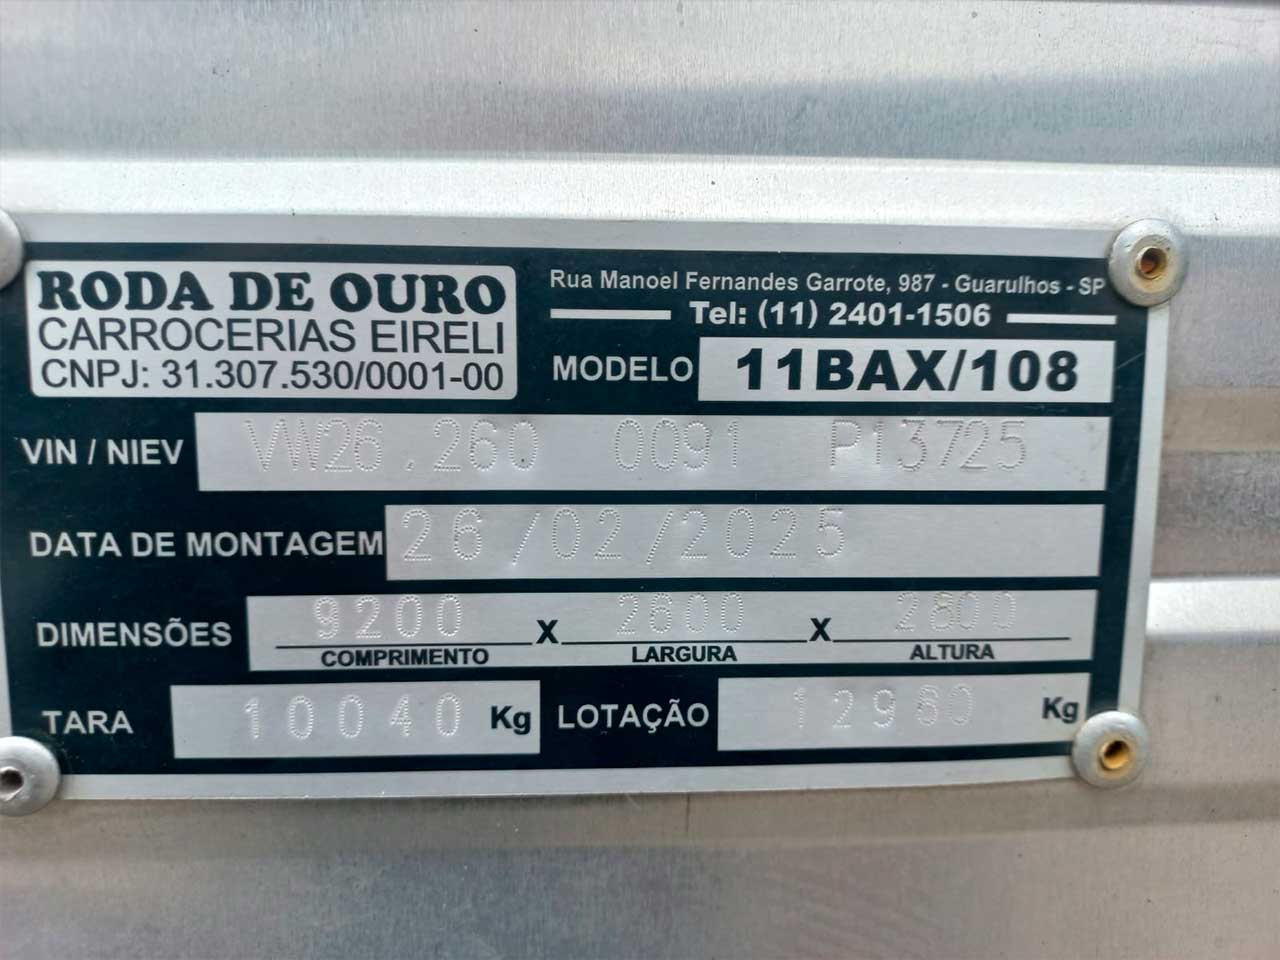 RODA DE OURO
CARROCERIAS EIRELI
CNPJ: 31.307.530/0001-00
Rua Manoel Fernandes Garrote, 987 - Guarulhos - SP
Tel: (11) 2401-1506
MODELO 11BAX/108
VIN / NIEV VW26.260 0091 P13725
DATA DE MONTAGEM 26/02/2025
DIMENSÕES 9200 X 2600 X 2800
COMPRIMENTO LARGURA ALTURA
TARA 10040 Kg LOTAÇÃO 12960 Kg